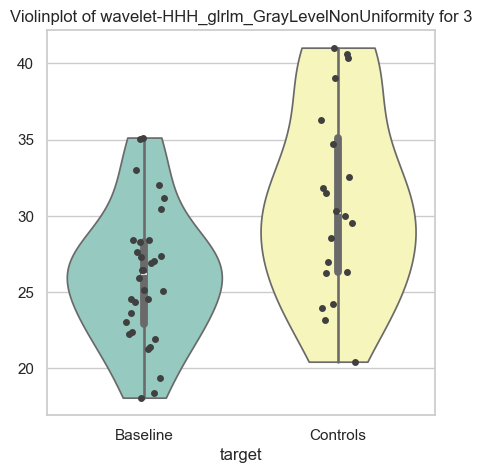 Violinplot of wavelet-HHH_glrlm_GrayLevelNonUniformity for 3
40
35
30
25
20
Baseline Controls
target